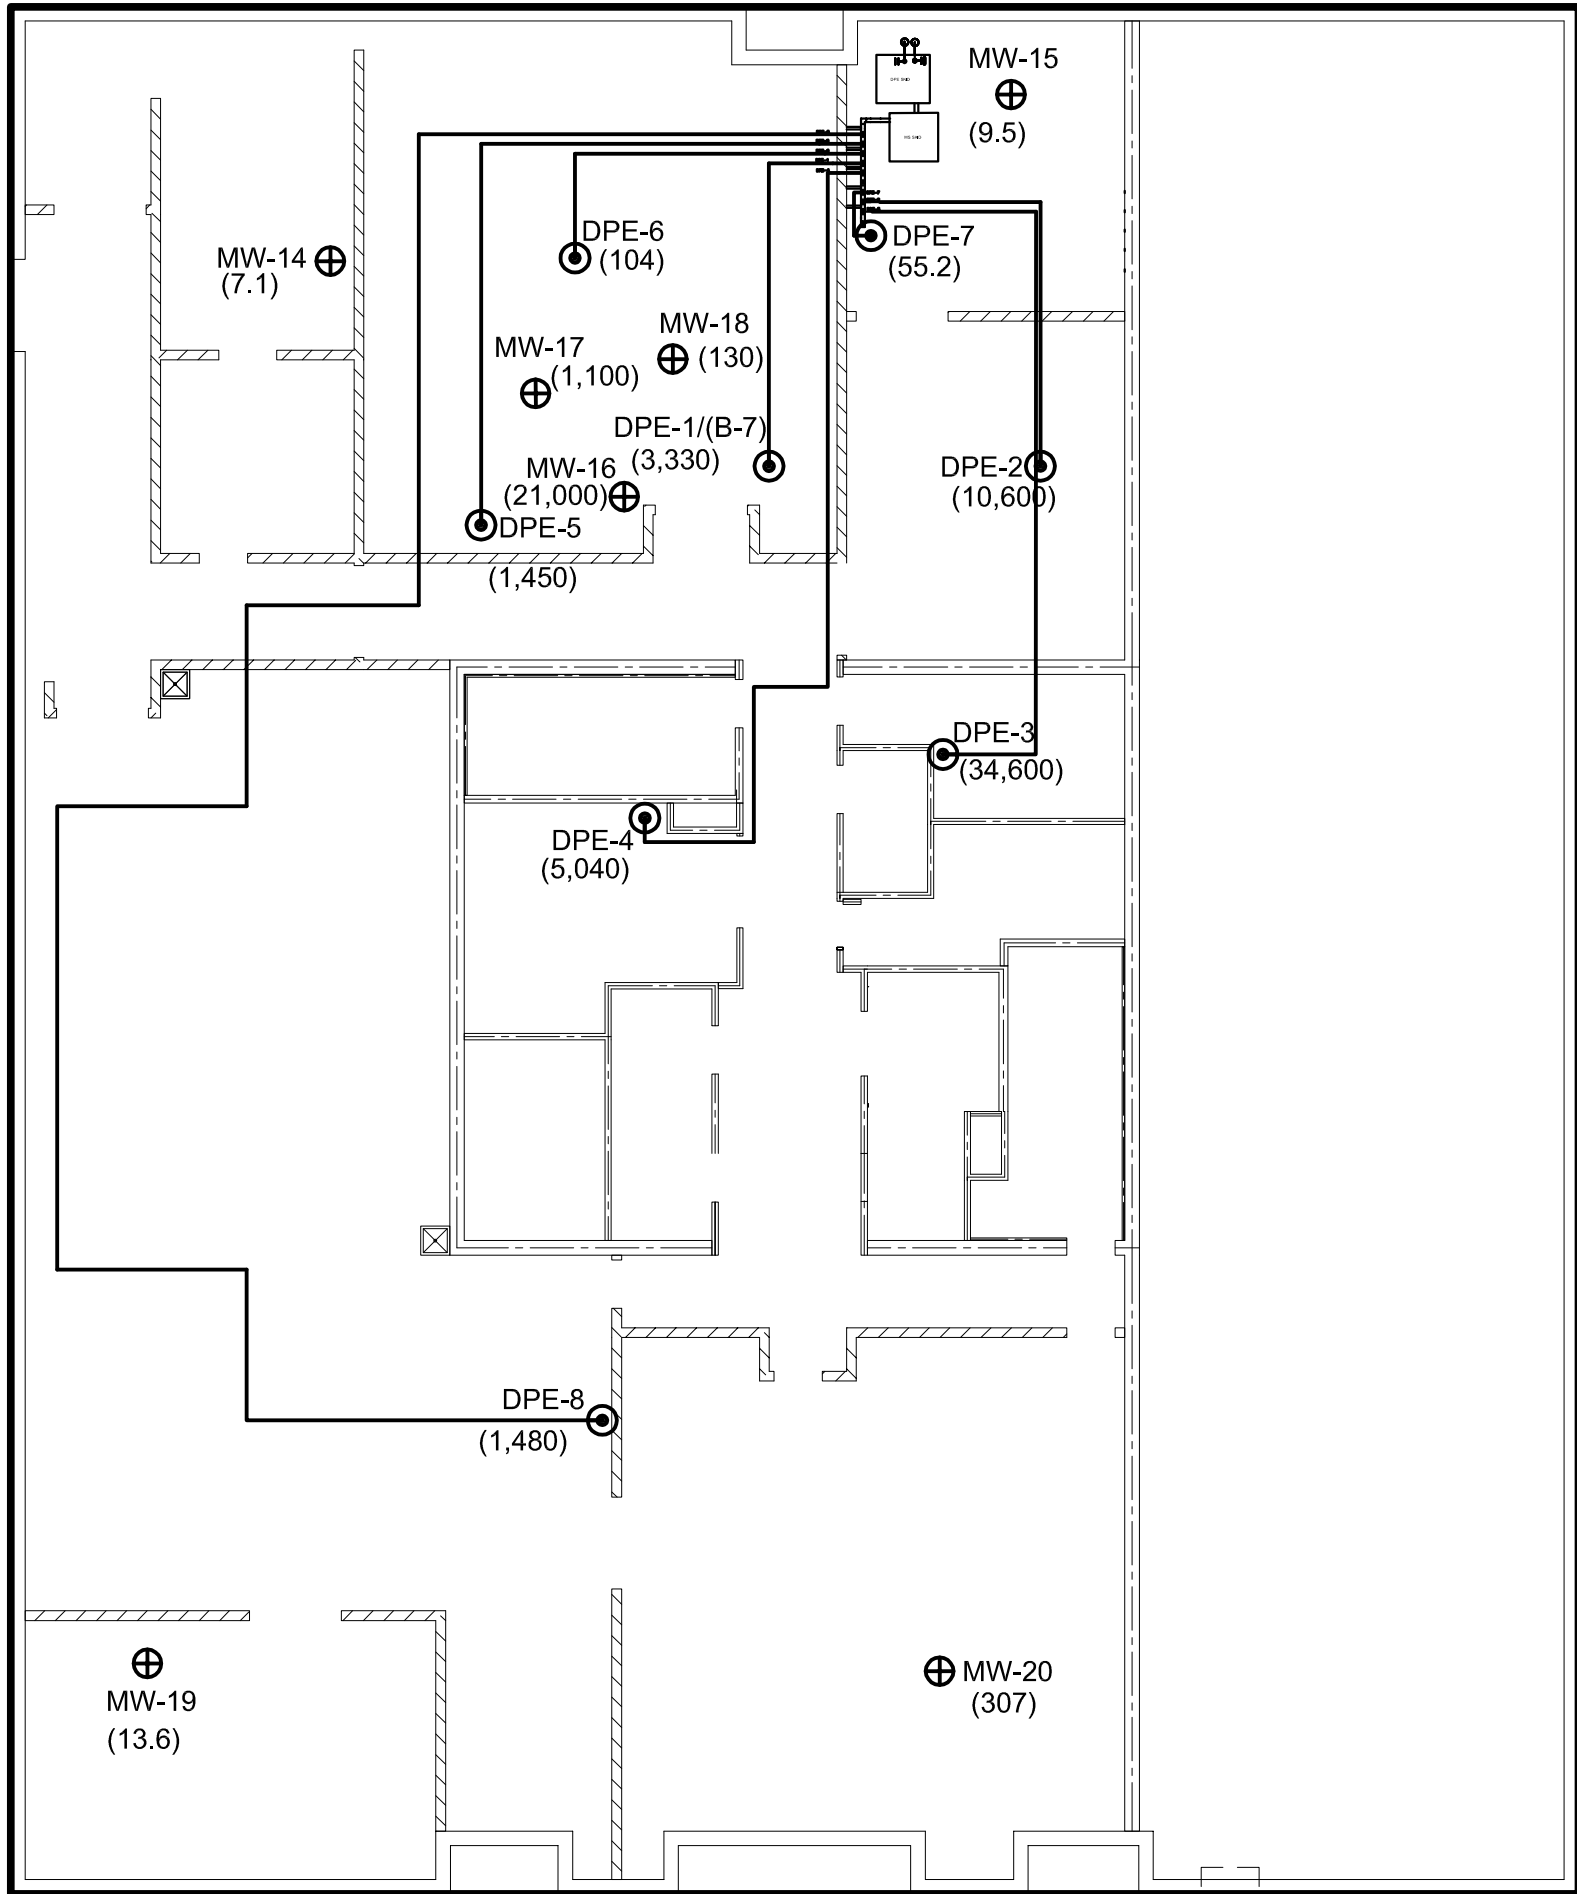 MW-15
(9.5)
DPE SKID
DPE-6
(104)
DPE-7
(55.2)
MW-14
(7.1)
MW-18
(130)
MW-17
(1,100)
DPE-1/(B-7)
(3,330)
MW-16
(21,000)
DPE-2
(10,600)
DPE-5
(1,450)
DPE-3
(34,600)
DPE-4
(5,040)
DPE-8
(1,480)
MW-19
(13.6)
MW-20
(307)